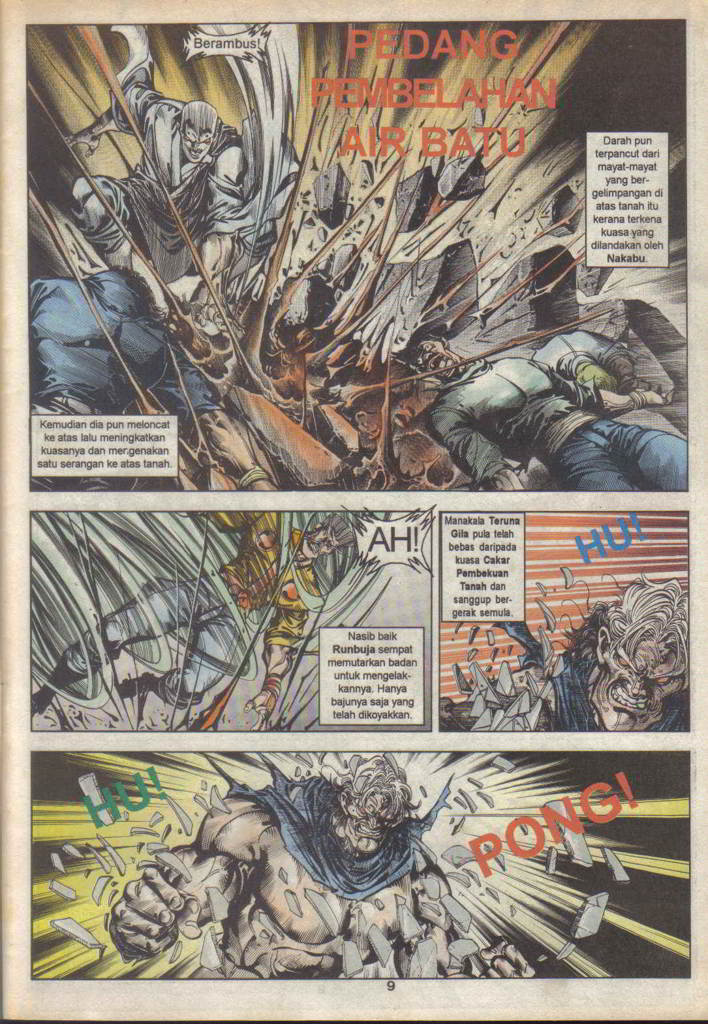 Berambus!
PEDANG
PEMBELAHAN
AIR BATU
Darah pun
terpancut dari
mayat-mayat
yang ber-
gelimpangan di
atas tanah itu
kerana terkena
kuasa yang
dilandakan oleh
Nakabu.
Kemudian dia pun meloncat
ke atas lalu meningkatkan
kuasanya dan mengenakan
satu serangan ke atas tanah.
AH!
Nasib baik
Runbuja sempat
memutarkan badan
untuk mengelak-
kannya. Hanya
bajunya saja yang
telah dikoyakkan.
Manakala Teruna
Gila pula telah
bebas daripada
kuasa Cakar
Pembekuan
Tanah dan
sanggup ber-
gerak semula.
HU!
HU!
PONG!
9